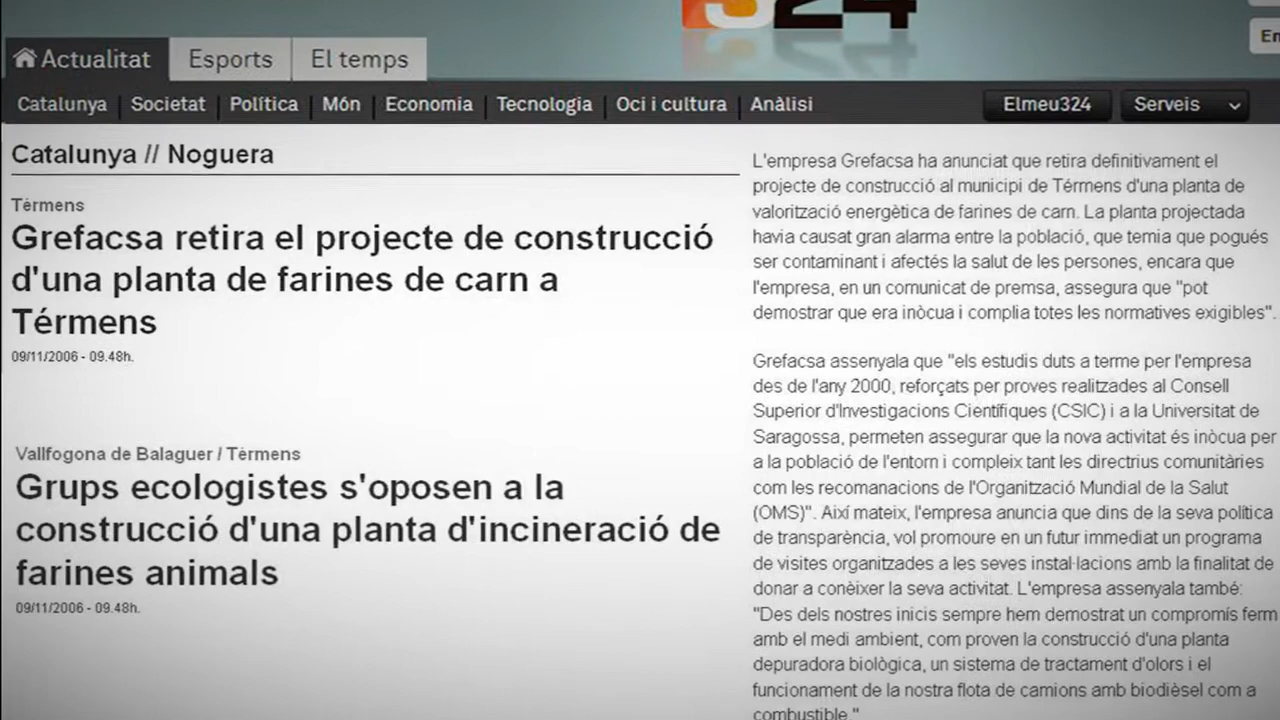 324
Actualitat
Esports
El temps
Catalunya
Societat
Política
Món
Economia
Tecnologia
Oci i cultura
Anàlisi
Elmeu324
Serveis
Catalunya // Noguera
Térmens
Grefacsa retira el projecte de construcció
d'una planta de farines de carn a
Térmens
09/11/2006 - 09.48h.
Vallfogona de Balaguer / Térmens
Grups ecologistes s'oposen a la
construcció d'una planta d'incineració de
farines animals
09/11/2006 - 09.48h.
L'empresa Grefacsa ha anunciat que retira definitivament el
projecte de construcció al municipi de Térmens d'una planta de
valorització energètica de farines de carn. La planta projectada
havia causat gran alarma entre la població, que temia que pogués
ser contaminant i afectés la salut de les persones, encara que
l'empresa, en un comunicat de premsa, assegura que "pot
demostrar que era inòcua i complia totes les normatives exigibles".
Grefacsa assenyala que "els estudis duts a terme per l'empresa
des de l'any 2000, reforçats per proves realitzades al Consell
Superior d'Investigacions Científiques (CSIC) i a la Universitat de
Saragossa, permeten assegurar que la nova activitat és inòcua per
a la població de l'entorn i compleix tant les directrius comunitàries
com les recomanacions de l'Organització Mundial de la Salut
(OMS)". Així mateix, l'empresa anuncia que dins de la seva política
de transparència, vol promoure en un futur immediat un programa
de visites organitzades a les seves instal·lacions amb la finalitat de
donar a conèixer la seva activitat. L'empresa assenyala també:
"Des dels nostres inicis sempre hem demostrat un compromís ferm
amb el medi ambient, com proven la construcció d'una planta
depuradora biològica, un sistema de tractament d'olors i el
funcionament de la nostra flota de camions amb biodièsel com a
combustible."